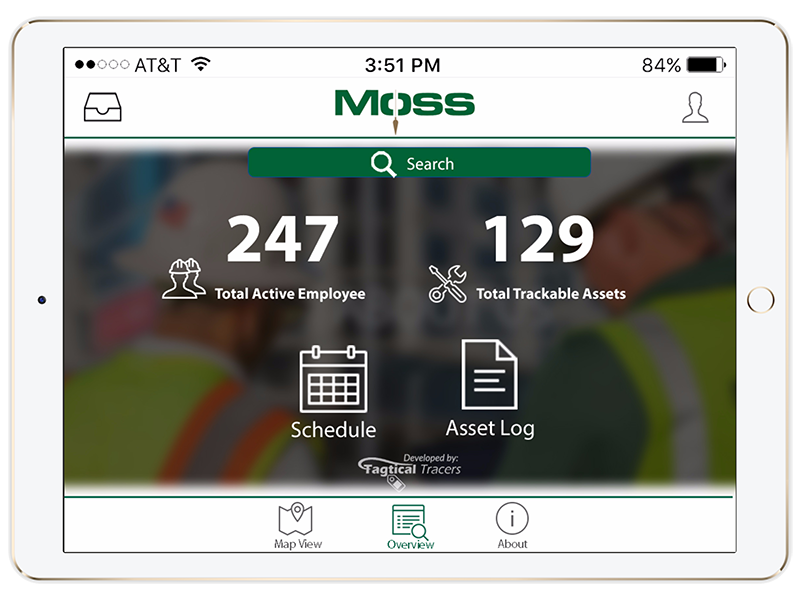 AT&T 3:51 PM 84%
MOSS
Search
247 129
Total Active Employee Total Trackable Assets
Schedule Asset Log
Developed by:
Tagtical Tracers
Map View Overview About